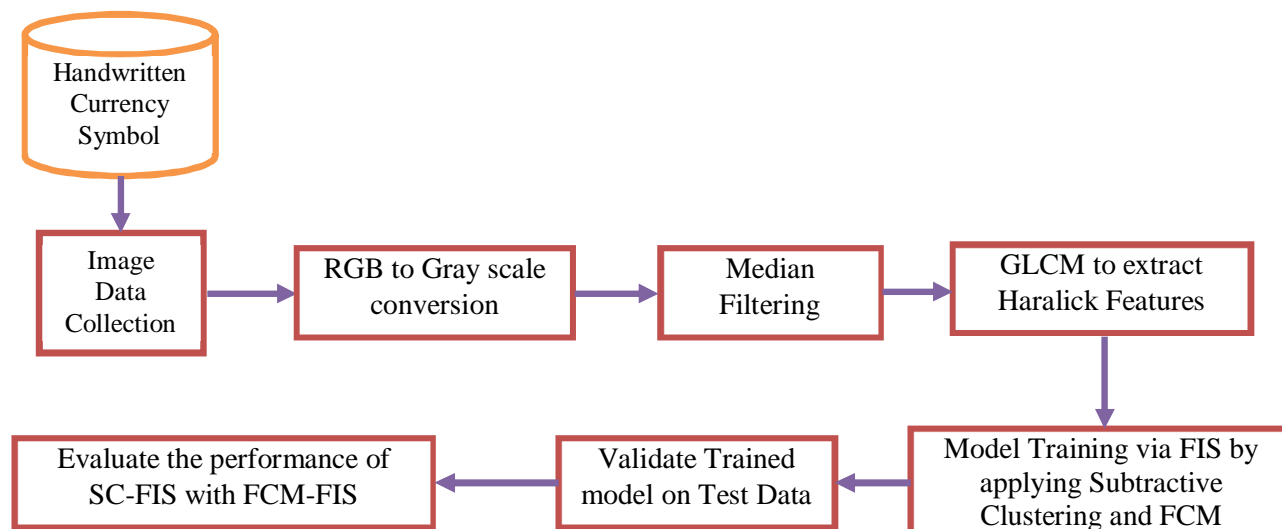 Handwritten
Currency
Symbol
Image
Data
Collection
RGB to Gray scale
conversion
Median
Filtering
GLCM to extract
Haralick Features
Model Training via FIS by
applying Subtractive
Clustering and FCM
Validate Trained
model on Test Data
Evaluate the performance of
SC-FIS with FCM-FIS